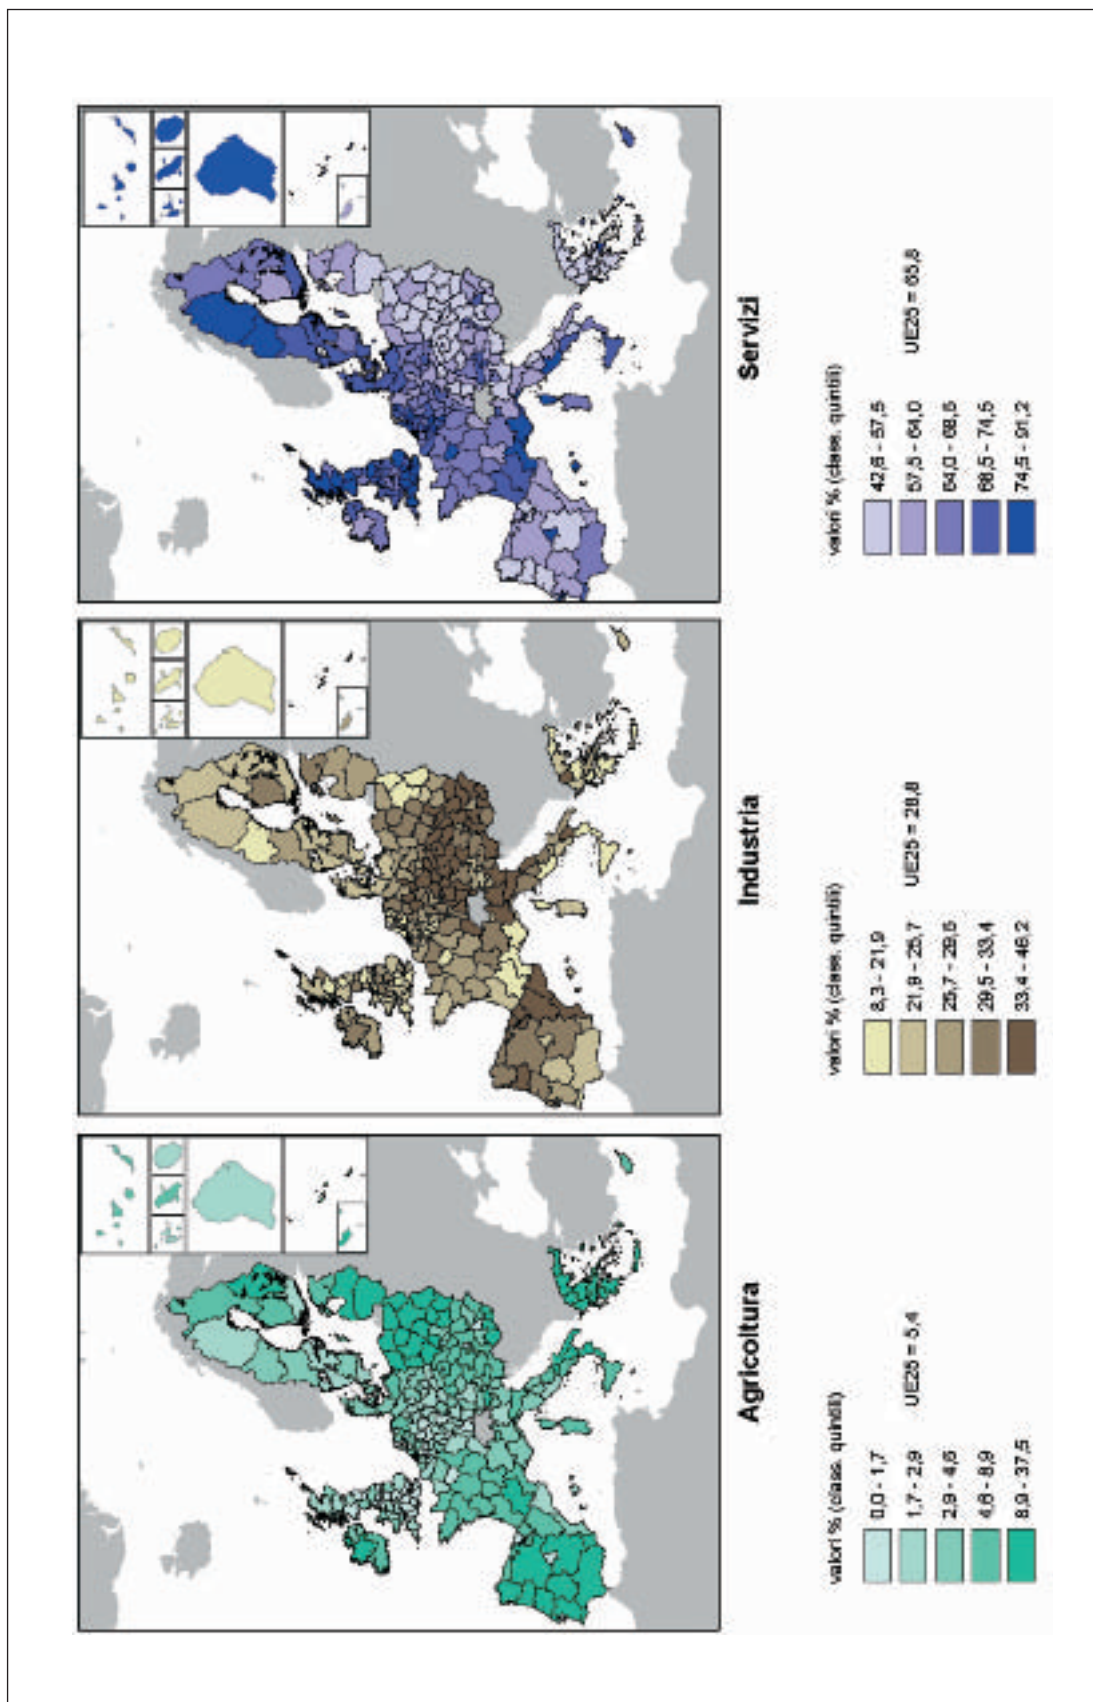 Agricoltura
valori % (class. quintili)
0,0 - 1,7
1,7 - 2,9
2,9 - 4,6
4,6 - 8,9
8,9 - 37,5
UE25 = 5,4
Industria
valori % (class. quintili)
8,3 - 21,9
21,9 - 25,7
25,7 - 29,5
29,5 - 33,4
33,4 - 46,2
UE25 = 28,8
Servizi
valori % (class. quintili)
42,6 - 57,5
57,5 - 64,0
64,0 - 68,5
68,5 - 74,5
74,5 - 91,2
UE25 = 65,8